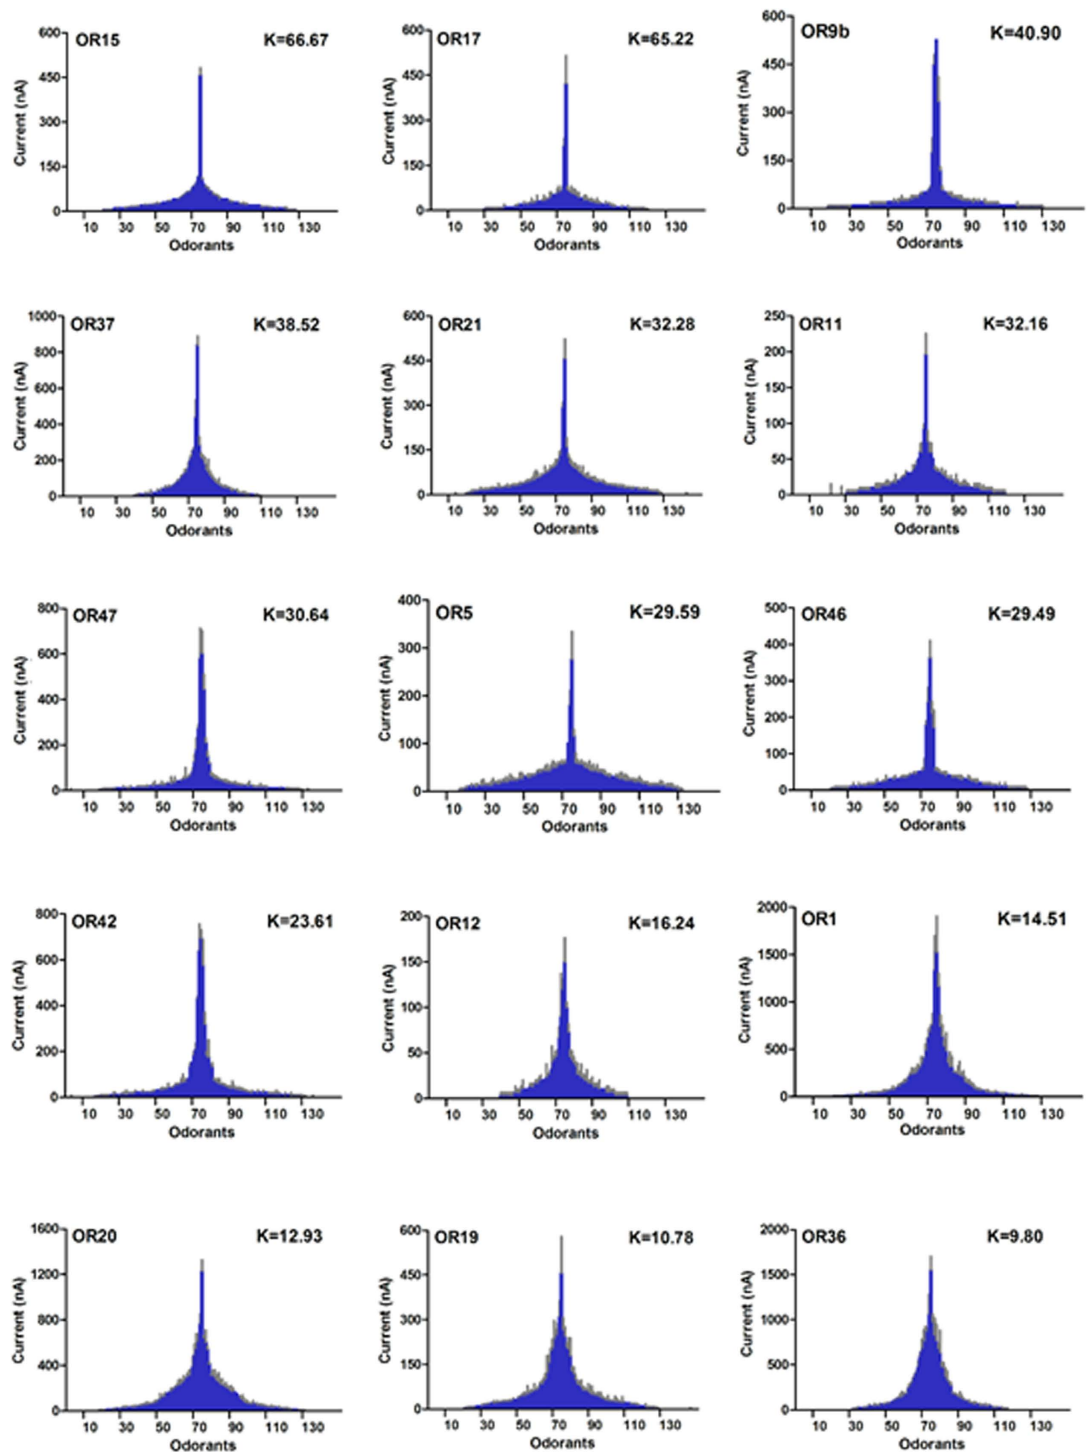 OR15 K=66.67
600
450
300
150
0
Current (nA)
10 30 50 70 90 110 130
Odorants
OR17 K=65.22
600
450
300
150
0
Current (nA)
10 30 50 70 90 110 130
Odorants
OR9b K=40.90
600
450
300
150
0
Current (nA)
10 30 50 70 90 110 130
Odorants
OR37 K=38.52
1000
800
600
400
200
0
Current (nA)
10 30 50 70 90 110 130
Odorants
OR21 K=32.28
600
450
300
150
0
Current (nA)
10 30 50 70 90 110 130
Odorants
OR11 K=32.16
250
200
150
100
50
0
Current (nA)
10 30 50 70 90 110 130
Odorants
OR47 K=30.64
800
600
400
200
0
Current (nA)
10 30 50 70 90 110 130
Odorants
OR5 K=29.59
400
300
200
100
0
Current (nA)
10 30 50 70 90 110 130
Odorants
OR46 K=29.49
500
400
300
200
100
0
Current (nA)
10 30 50 70 90 110 130
Odorants
OR42 K=23.61
800
600
400
200
0
Current (nA)
10 30 50 70 90 110 130
Odorants
OR12 K=16.24
200
150
100
50
0
Current (nA)
10 30 50 70 90 110 130
Odorants
OR1 K=14.51
2000
1500
1000
500
0
Current (nA)
10 30 50 70 90 110 130
Odorants
OR20 K=12.93
1600
1200
800
400
0
Current (nA)
10 30 50 70 90 110 130
Odorants
OR19 K=10.78
600
450
300
150
0
Current (nA)
10 30 50 70 90 110 130
Odorants
OR36 K=9.80
2000
1500
1000
500
0
Current (nA)
10 30 50 70 90 110 130
Odorants